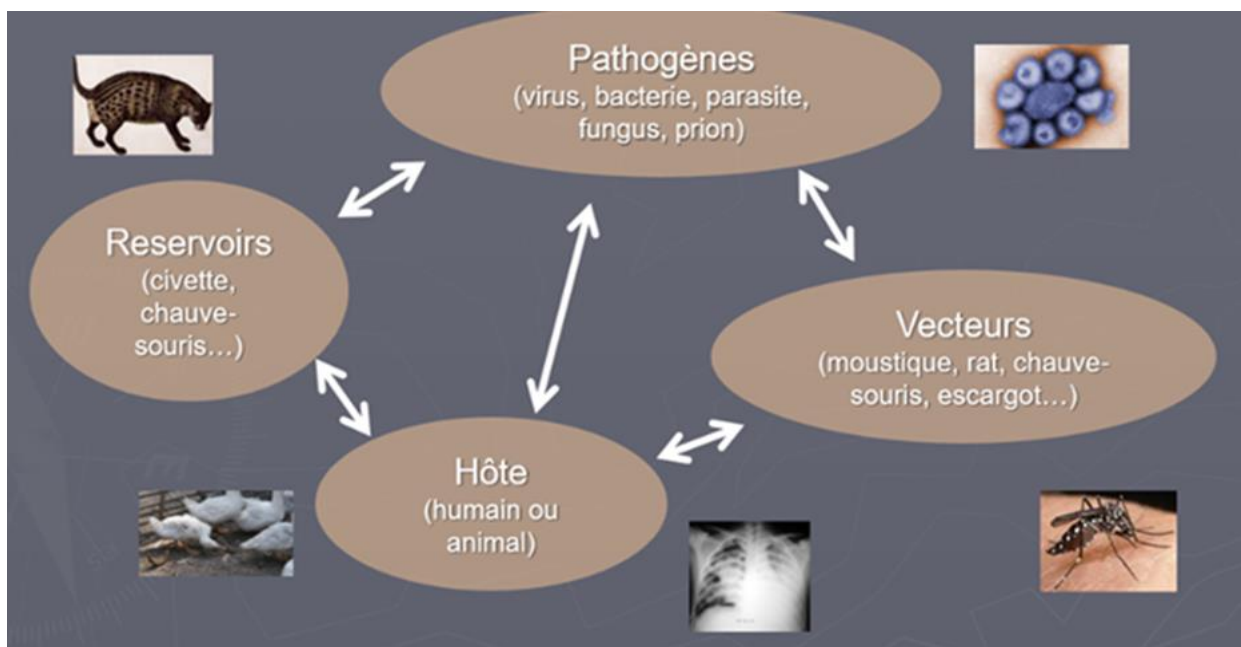 Pathogènes
(virus, bacterie, parasite,
fungus, prion)
Reservoirs
(civette,
chauve-
souris…)
Vecteurs
(moustique, rat, chauve-
souris, escargot…)
Hôte
(humain ou
animal)